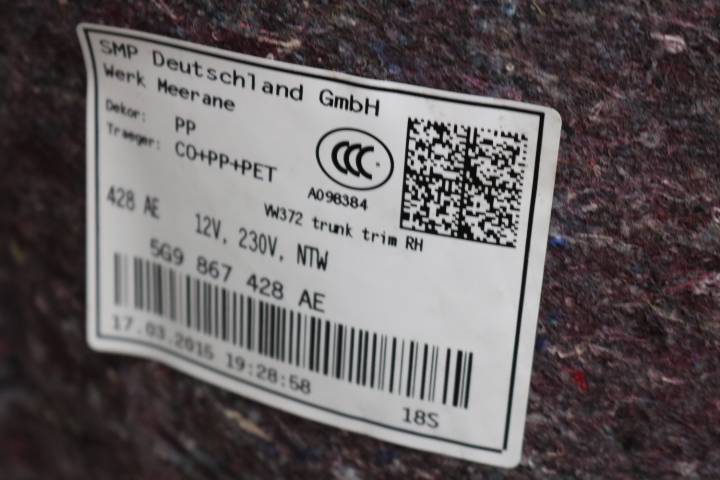 SMP Deutschland GmbH
Werk Meerane
Dekor: PP
Traeger: CO+PP+PET
CCC
A098384
VW372 trunk trim RH
428 AE 12V, 230V, NTW
5G9 867 428 AE
17.03.2015 19:28:58
18S